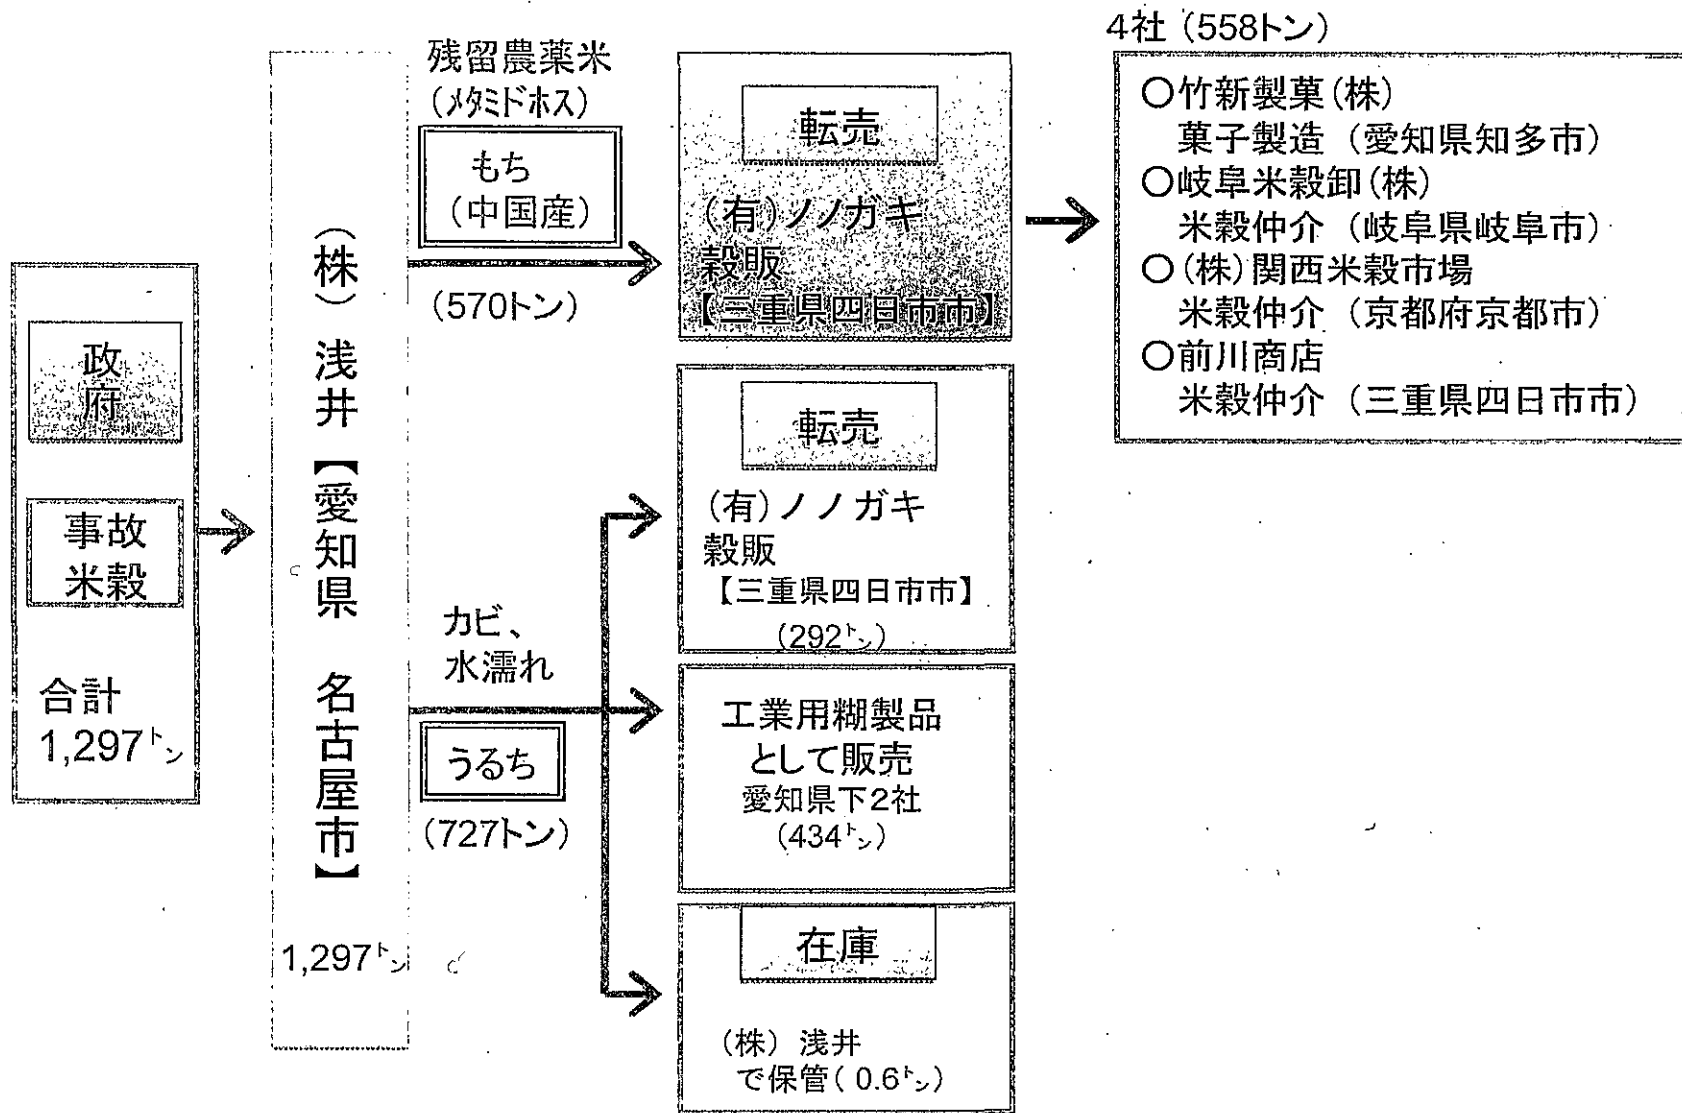 政
府
事故
米穀
合計
1,297トン
(株)浅井【愛知県 名古屋市】
1,297トン
残留農薬米
(メタミドホス)
もち
(中国産)
(570トン)
カビ、
水濡れ
うるち
(727トン)
転売
(有)ノノガキ
穀販
【三重県四日市市】
転売
(有)ノノガキ
穀販
【三重県四日市市】
(292トン)
工業用糊製品
として販売
愛知県下2社
(434トン)
在庫
(株) 浅井
で保管(0.6トン)
4社(558トン)
○竹新製菓(株)
菓子製造(愛知県知多市)
○岐阜米穀卸(株)
米穀仲介(岐阜県岐阜市)
○(株)関西米穀市場
米穀仲介(京都府京都市)
○前川商店
米穀仲介(三重県四日市市)